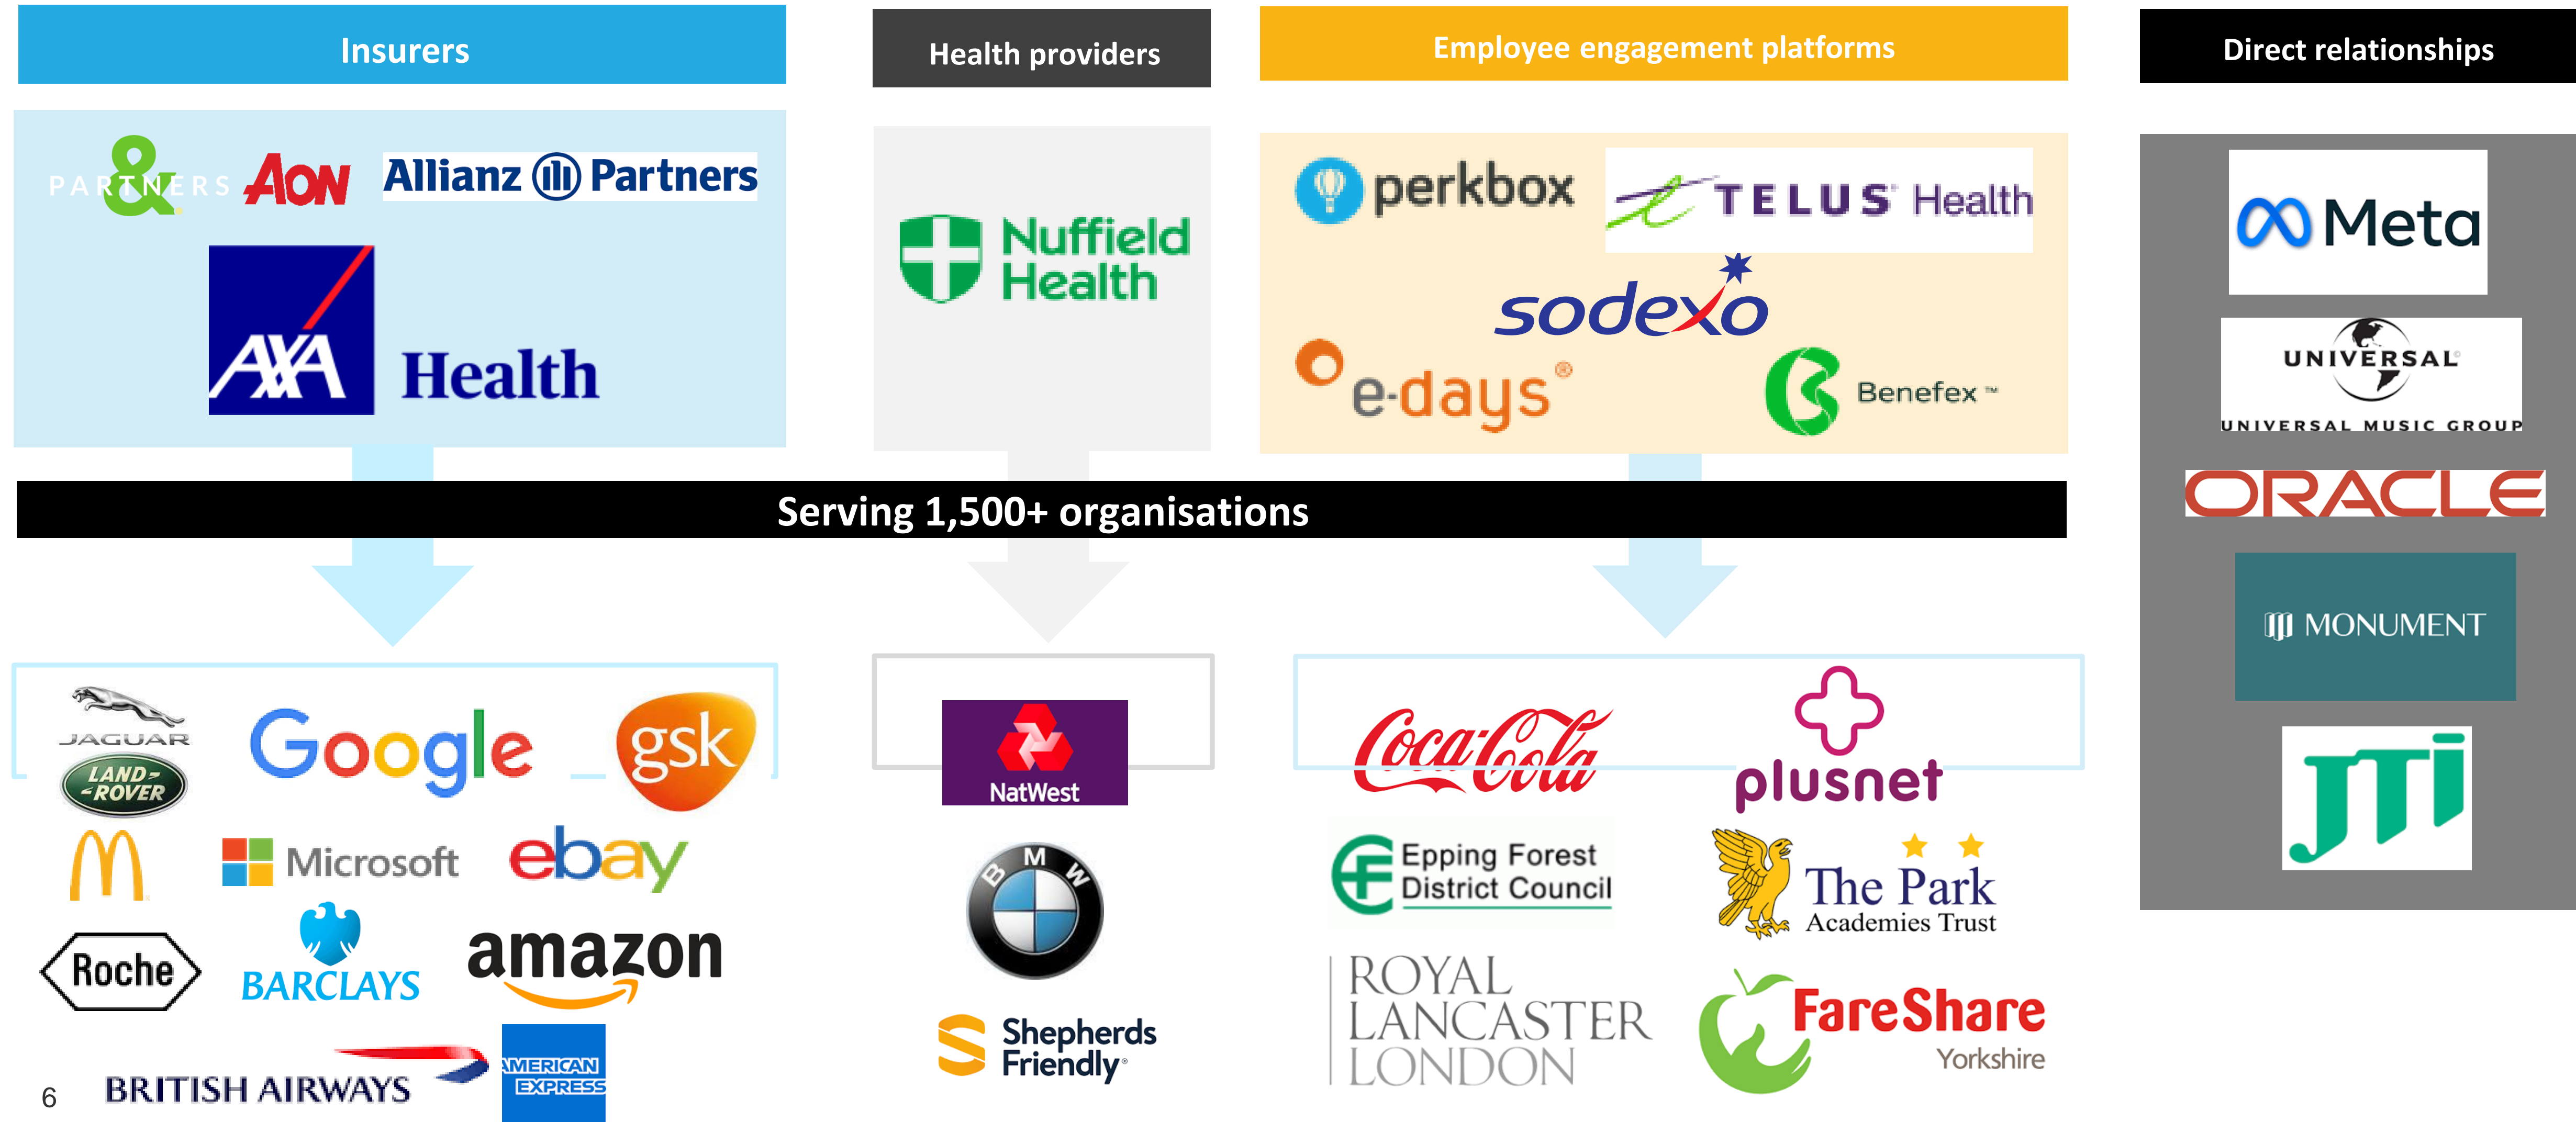 Insurers
Health providers
Employee engagement platforms
Direct relationships
PARTNERS
&
AON
Allianz Partners
AXA
Health
Nuffield
Health
perkbox
TELUS® Health
sodexo
e-days®
Benefex ™
Meta
UNIVERSAL
UNIVERSAL MUSIC GROUP
ORACLE
MONUMENT
JTi
Serving 1,500+ organisations
JAGUAR
LAND-
-ROVER
Google
gsk
Microsoft
ebay
Roche
BARCLAYS
amazon
BRITISH AIRWAYS
AMERICAN
EXPRESS
NatWest
BMW
Shepherds
Friendly®
Coca-Cola
plusnet
Epping Forest
District Council
The Park
Academies Trust
ROYAL
LANCASTER
LONDON
FareShare
Yorkshire
6